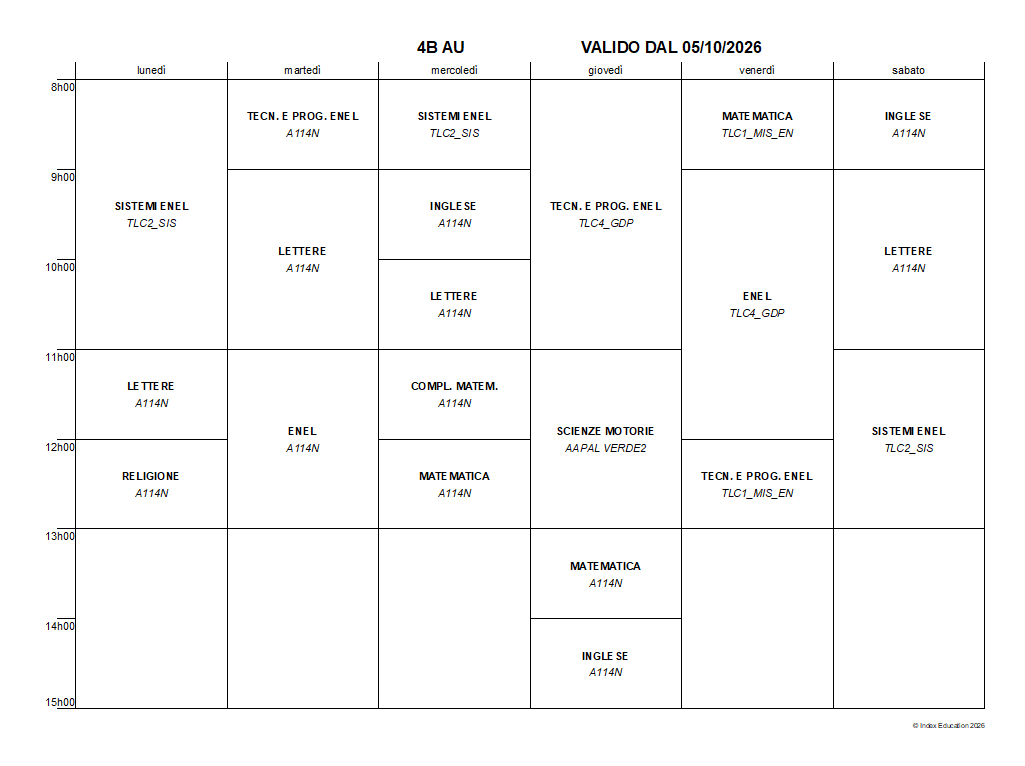 4B AU VALIDO DAL 05/10/2026
lunedì martedì mercoledì giovedì venerdì sabato
8h00
TECN. E PROG. ENEL SISTEMI ENEL MATEMATICA INGLESE
A114N TLC2_SIS TLC1_MIS_EN A114N
9h00
SISTEMI ENEL INGLESE TECN. E PROG. ENEL
TLC2_SIS A114N TLC4_GDP
LETTERE LETTERE
10h00 A114N A114N
LETTERE ENEL
A114N TLC4_GDP
11h00
LETTERE COMPL. MATEM.
A114N A114N
ENEL SCIENZE MOTORIE SISTEMI ENEL
12h00 A114N AAPAL VERDE2 TLC2_SIS
RELIGIONE MATEMATICA TECN. E PROG. ENEL
A114N A114N TLC1_MIS_EN
13h00
MATEMATICA
A114N
14h00
INGLESE
A114N
15h00
© Index Education 2026